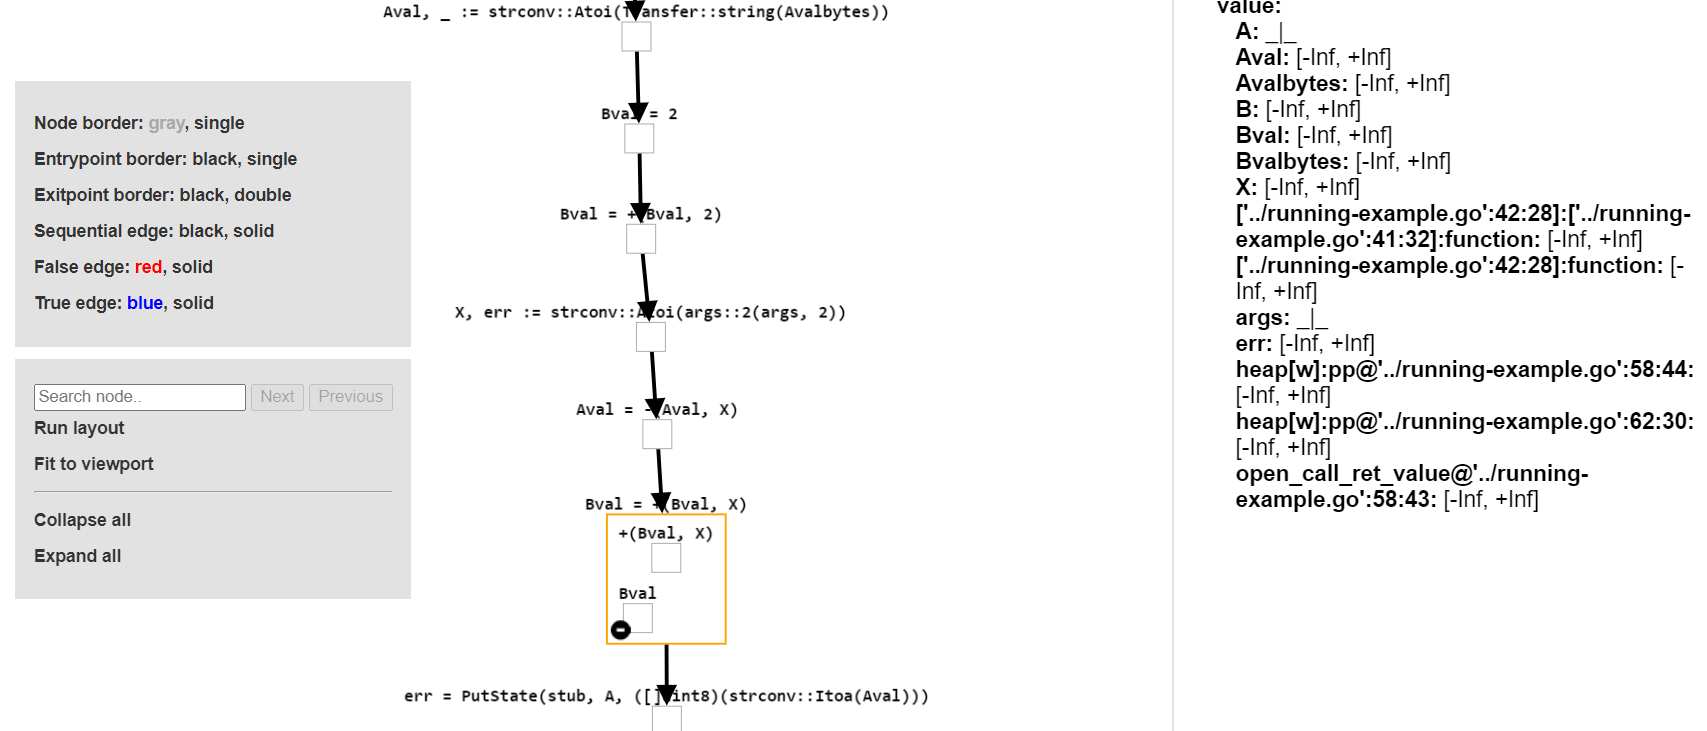 Aval, _ := strconv::Atoi(Transfer::string(Avalbytes))
Bval = 2
Bval = +(Bval, 2)
X, err := strconv::Atoi(args::2(args, 2))
Aval = -(Aval, X)
Bval = +(Bval, X)
+(Bval, X)
Bval
err = PutState(stub, A, ([]int8)(strconv::Itoa(Aval)))
Node border: gray, single
Entrypoint border: black, single
Exitpoint border: black, double
Sequential edge: black, solid
False edge: red, solid
True edge: blue, solid
Search node..
Next
Previous
Run layout
Fit to viewport
Collapse all
Expand all
value:
A: _|_
Aval: [-Inf, +Inf]
Avalbytes: [-Inf, +Inf]
B: [-Inf, +Inf]
Bval: [-Inf, +Inf]
Bvalbytes: [-Inf, +Inf]
X: [-Inf, +Inf]
['../running-example.go':42:28]:['../running-
example.go':41:32]:function: [-Inf, +Inf]
['../running-example.go':42:28]:function: [-
Inf, +Inf]
args: _|_
err: [-Inf, +Inf]
heap[w]:pp@'../running-example.go':58:44:
[-Inf, +Inf]
heap[w]:pp@'../running-example.go':62:30:
[-Inf, +Inf]
open_call_ret_value@'../running-
example.go':58:43: [-Inf, +Inf]